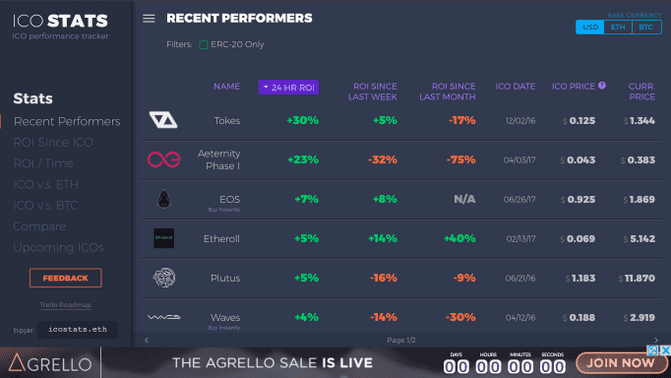 ICO STATS
ICO performance tracker
Stats
Recent Performers
ROI Since ICO
ROI / Time
ICO v.s. ETH
ICO v.s. BTC
Compare
Upcoming ICOs
FEEDBACK
Trello Roadmap
tipjar: icostats.eth
RECENT PERFORMERS
BASE CURRENCY
USD ETH BTC
Filters: ERC-20 Only
NAME 24 HR ROI ROI SINCE LAST WEEK ROI SINCE LAST MONTH ICO DATE ICO PRICE ? CURR. PRICE
Tokes +30% +5% -17% 12/02/16 $ 0.125 $ 1.344
Aeternity Phase I +23% -32% -75% 04/03/17 $ 0.043 $ 0.383
EOS +7% +8% N/A 06/26/17 $ 0.925 $ 1.869
Buy Instantly
Etheroll +5% +14% +40% 02/13/17 $ 0.069 $ 5.142
Plutus +5% -16% -9% 06/21/16 $ 1.183 $ 11.870
WAVES Waves +4% -14% -30% 04/12/16 $ 0.188 $ 2.919
Buy Instantly
Page 1/2
AGRELLO THE AGRELLO SALE IS LIVE
DAYS HOURS MINUTES SECONDS
00 00 00 00
JOIN NOW